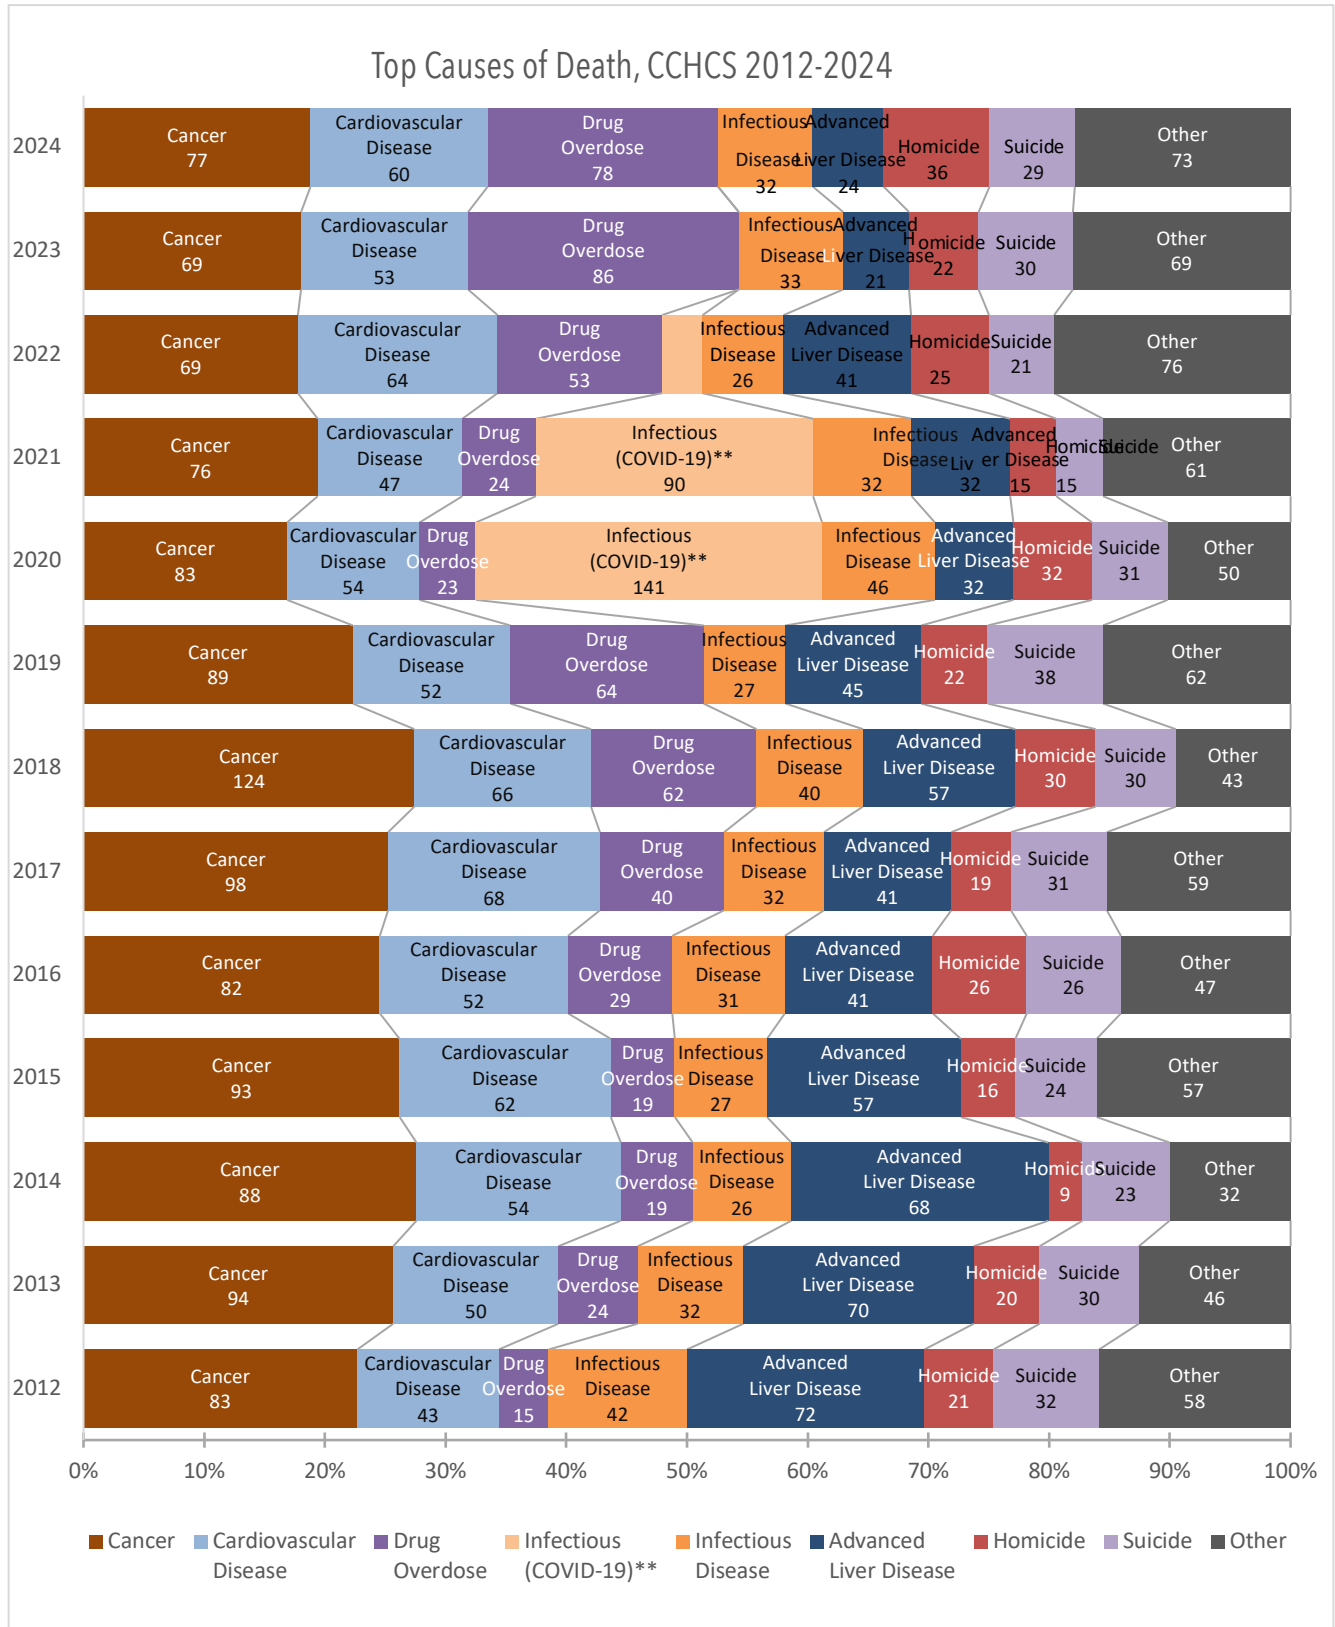 Top Causes of Death, CCHCS 2012-2024
2024
Cancer
77
Cardiovascular
Disease
60
Drug
Overdose
78
Infectious
Disease
32
Advanced
Liver Disease
24
Homicide
36
Suicide
29
Other
73
2023
Cancer
69
Cardiovascular
Disease
53
Drug
Overdose
86
Infectious
Disease
33
Advanced
Liver Disease
21
Homicide
22
Suicide
30
Other
69
2022
Cancer
69
Cardiovascular
Disease
64
Drug
Overdose
53
Infectious
Disease
26
Advanced
Liver Disease
41
Homicide
25
Suicide
21
Other
76
2021
Cancer
76
Cardiovascular
Disease
47
Drug
Overdose
24
Infectious
(COVID-19)**
90
Infectious
Disease
32
Advanced
Liver Disease
32
Homicide
15
Suicide
15
Other
61
2020
Cancer
83
Cardiovascular
Disease
54
Drug
Overdose
23
Infectious
(COVID-19)**
141
Infectious
Disease
46
Advanced
Liver Disease
32
Homicide
32
Suicide
31
Other
50
2019
Cancer
89
Cardiovascular
Disease
52
Drug
Overdose
64
Infectious
Disease
27
Advanced
Liver Disease
45
Homicide
22
Suicide
38
Other
62
2018
Cancer
124
Cardiovascular
Disease
66
Drug
Overdose
62
Infectious
Disease
40
Advanced
Liver Disease
57
Homicide
30
Suicide
30
Other
43
2017
Cancer
98
Cardiovascular
Disease
68
Drug
Overdose
40
Infectious
Disease
32
Advanced
Liver Disease
41
Homicide
19
Suicide
31
Other
59
2016
Cancer
82
Cardiovascular
Disease
52
Drug
Overdose
29
Infectious
Disease
31
Advanced
Liver Disease
41
Homicide
26
Suicide
26
Other
47
2015
Cancer
93
Cardiovascular
Disease
62
Drug
Overdose
19
Infectious
Disease
27
Advanced
Liver Disease
57
Homicide
16
Suicide
24
Other
57
2014
Cancer
88
Cardiovascular
Disease
54
Drug
Overdose
19
Infectious
Disease
26
Advanced
Liver Disease
68
Homicide
9
Suicide
23
Other
32
2013
Cancer
94
Cardiovascular
Disease
50
Drug
Overdose
24
Infectious
Disease
32
Advanced
Liver Disease
70
Homicide
20
Suicide
30
Other
46
2012
Cancer
83
Cardiovascular
Disease
43
Drug
Overdose
15
Infectious
Disease
42
Advanced
Liver Disease
72
Homicide
21
Suicide
32
Other
58
0% 10% 20% 30% 40% 50% 60% 70% 80% 90% 100%
Cancer
Cardiovascular
Disease
Drug
Overdose
Infectious
(COVID-19)**
Infectious
Disease
Advanced
Liver Disease
Homicide
Suicide
Other